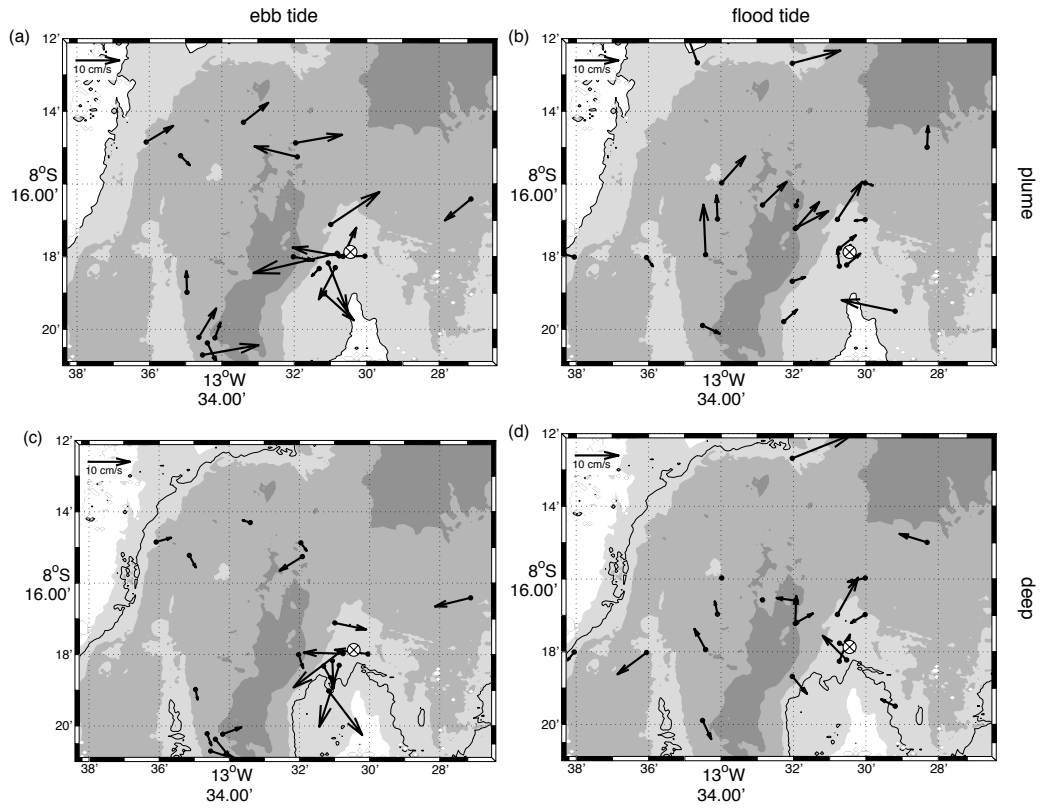 ebb tide
flood tide
(a)
(b)
12'
14'
8°S
16.00'
18'
20'
10 cm/s
10 cm/s
12'
14'
8°S
16.00'
18'
20'
plume
38'
36'
13°W
34.00'
32'
30'
28'
38'
36'
13°W
34.00'
32'
30'
28'
(c)
(d)
12'
14'
8°S
16.00'
18'
20'
10 cm/s
10 cm/s
12'
14'
8°S
16.00'
18'
20'
deep
38'
36'
13°W
34.00'
32'
30'
28'
38'
36'
13°W
34.00'
32'
30'
28'